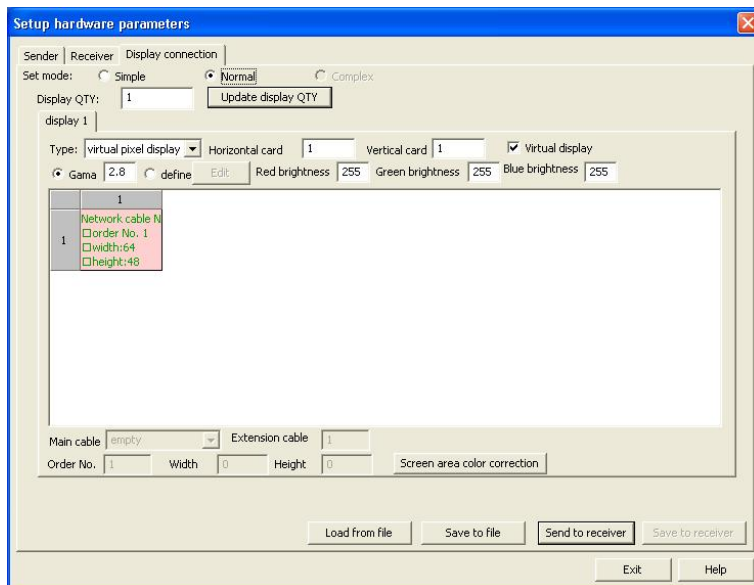 Setup hardware parameters
Sender Receiver Display connection
Set mode: Simple Normal Complex
Display QTY: 1 Update display QTY
display 1
Type: virtual pixel display Horizontal card 1 Vertical card 1 Virtual display
Gama 2.8 define Edit Red brightness 255 Green brightness 255 Blue brightness 255
1
Network cable N
1 order No. 1
width:64
height:48
Main cable empty Extension cable 1
Order No. 1 Width 0 Height 0 Screen area color correction
Load from file Save to file Send to receiver Save to receiver
Exit Help